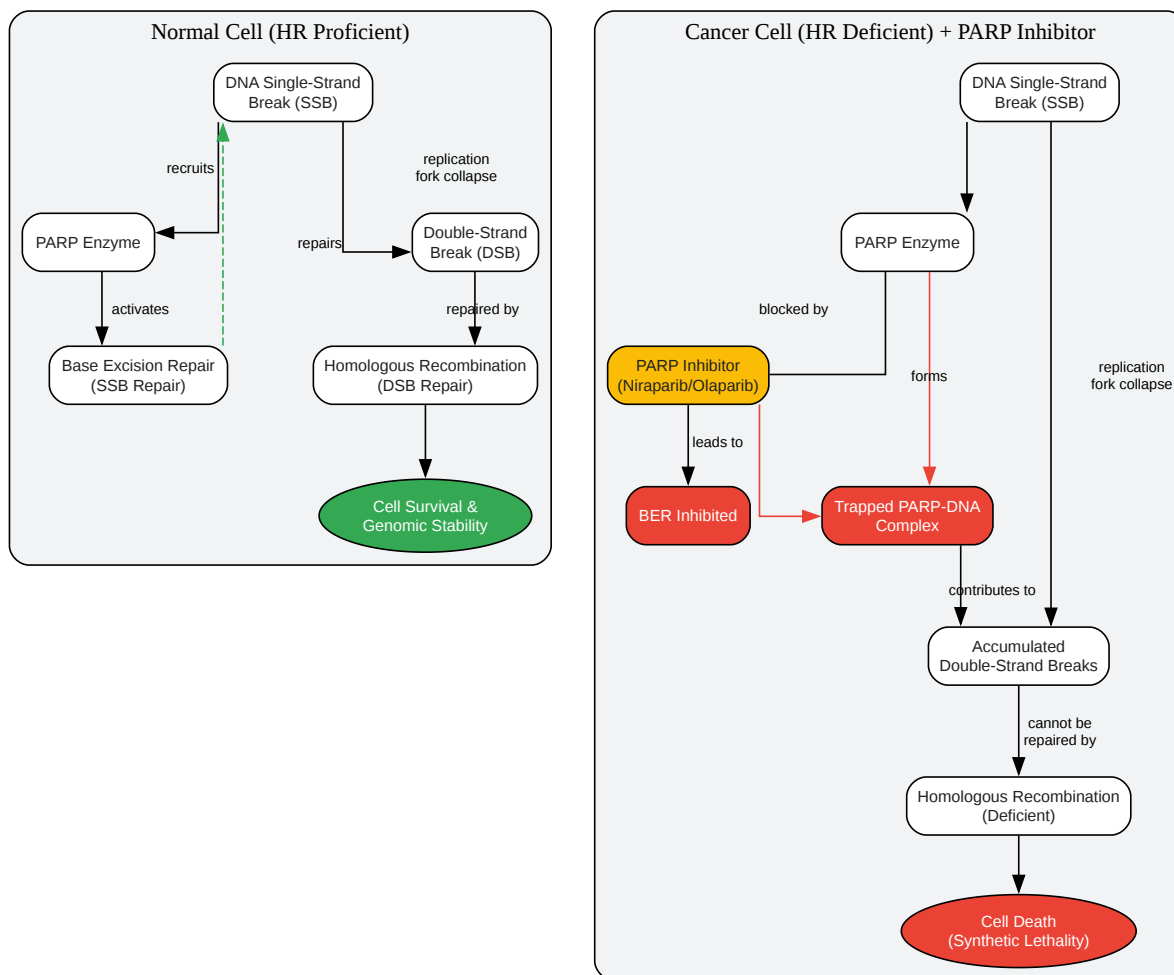 Normal Cell (HR Proficient)
DNA Single-Strand
Break (SSB)
recruits
replication
fork collapse
PARP Enzyme
repairs
Double-Strand
Break (DSB)
activates
repaired by
Base Excision Repair
(SSB Repair)
Homologous Recombination
(DSB Repair)
Cell Survival &
Genomic Stability
Cancer Cell (HR Deficient) + PARP Inhibitor
DNA Single-Strand
Break (SSB)
PARP Enzyme
blocked by
PARP Inhibitor
(Niraparib/Olaparib)
forms
replication
fork collapse
leads to
BER Inhibited
Trapped PARP-DNA
Complex
contributes to
Accumulated
Double-Strand Breaks
cannot be
repaired by
Homologous Recombination
(Deficient)
Cell Death
(Synthetic Lethality)